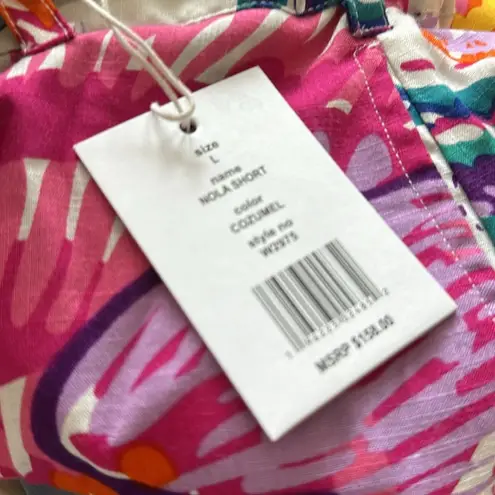 size
L
name
NOLA SHORT
color
COZUMEL
style no
W2975
MSRP $158.00